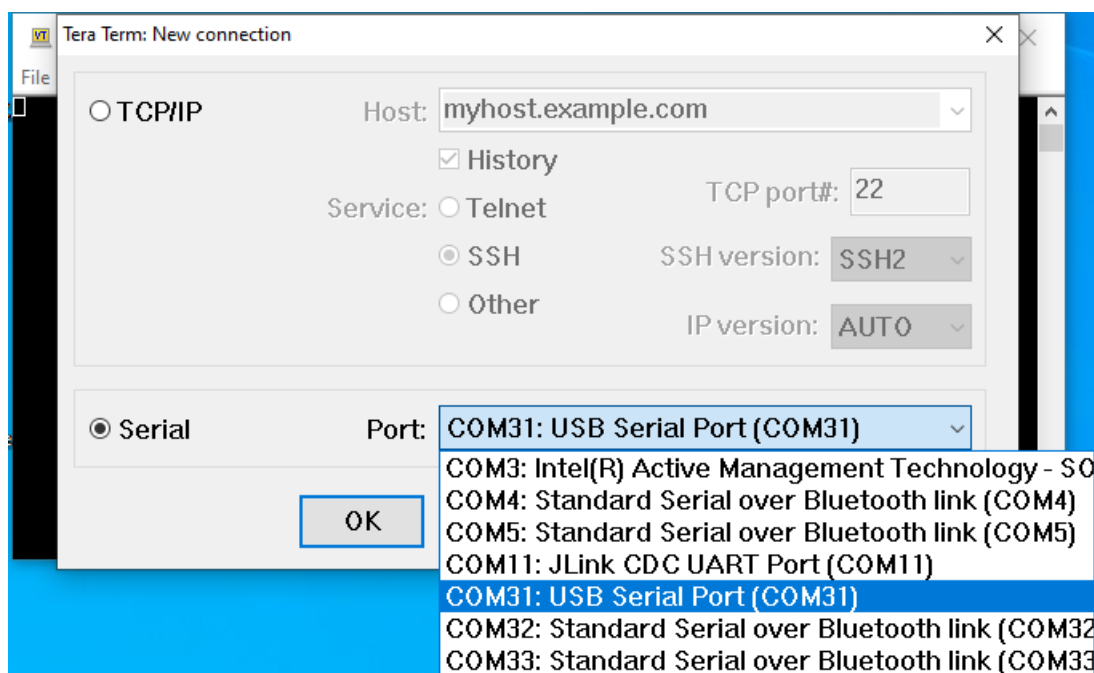 VT Tera Term: New connection
File
TCP/IP Host: myhost.example.com
History
TCP port#: 22
Service: Telnet
SSH SSH version: SSH2
Other
IP version: AUTO
Serial Port: COM31: USB Serial Port (COM31)
COM3: Intel(R) Active Management Technology - SO
COM4: Standard Serial over Bluetooth link (COM4)
COM5: Standard Serial over Bluetooth link (COM5)
OK
COM11: JLink CDC UART Port (COM11)
COM31: USB Serial Port (COM31)
COM32: Standard Serial over Bluetooth link (COM32
COM33: Standard Serial over Bluetooth link (COM33